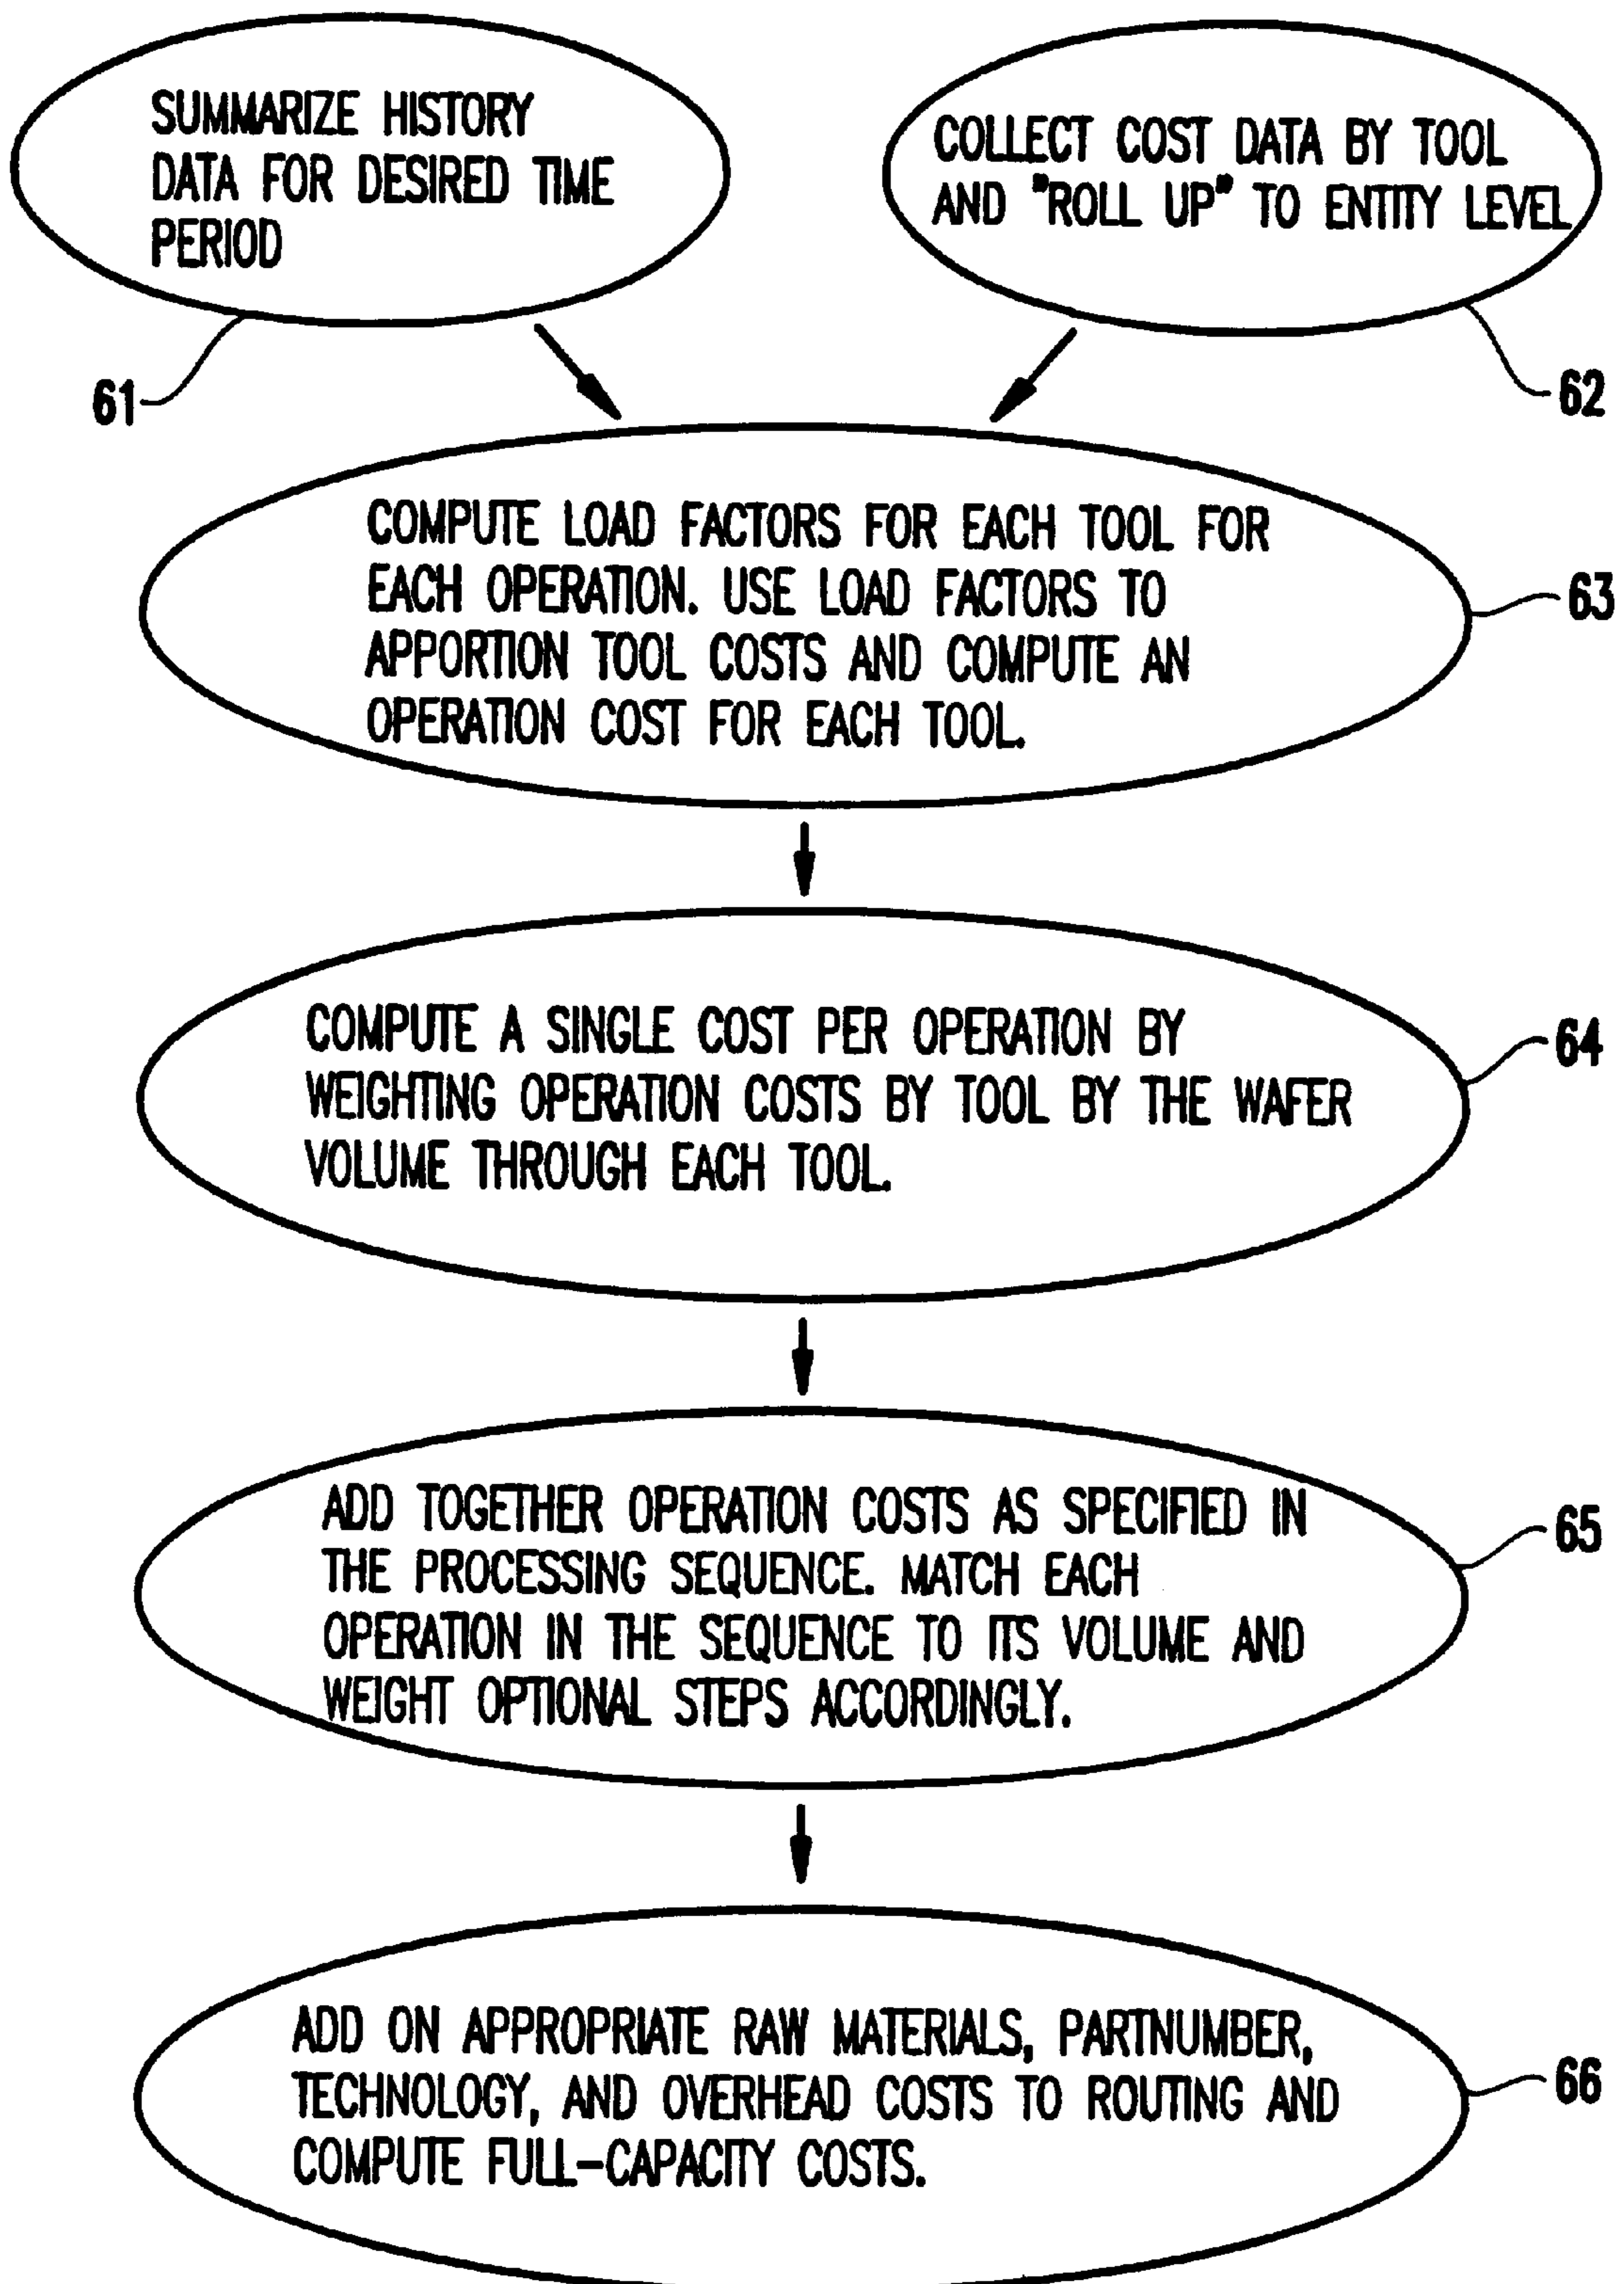 SUMMARIZE HISTORY
DATA FOR DESIRED TIME
PERIOD
61
COLLECT COST DATA BY TOOL
AND "ROLL UP" TO ENTITY LEVEL
62
COMPUTE LOAD FACTORS FOR EACH TOOL FOR
EACH OPERATION. USE LOAD FACTORS TO
APPORTION TOOL COSTS AND COMPUTE AN
OPERATION COST FOR EACH TOOL.
63
COMPUTE A SINGLE COST PER OPERATION BY
WEIGHTING OPERATION COSTS BY TOOL BY THE WAFER
VOLUME THROUGH EACH TOOL.
64
ADD TOGETHER OPERATION COSTS AS SPECIFIED IN
THE PROCESSING SEQUENCE. MATCH EACH
OPERATION IN THE SEQUENCE TO ITS VOLUME AND
WEIGHT OPTIONAL STEPS ACCORDINGLY.
65
ADD ON APPROPRIATE RAW MATERIALS, PARTNUMBER,
TECHNOLOGY, AND OVERHEAD COSTS TO ROUTING AND
COMPUTE FULL-CAPACITY COSTS.
66